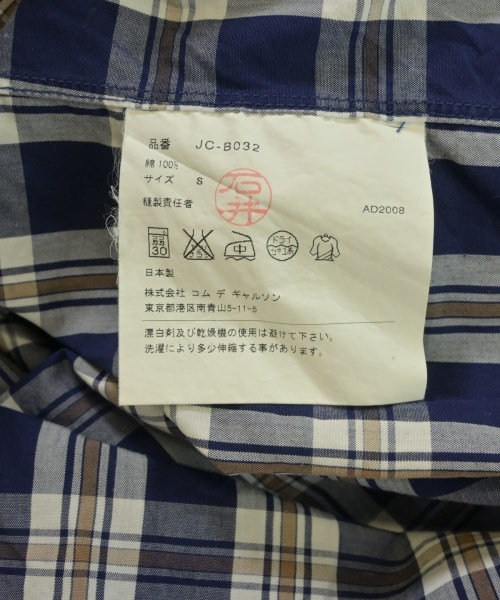 品番 JC-B032
綿 100%
サイズ S
石井
縫製責任者
AD2008
30
ドライ
日本製
株式会社 コム デ ギャルソン
東京都港区南青山5-11-5
漂白剤及び乾燥機の使用は避けて下さい。
洗濯により多少伸縮する事があります。